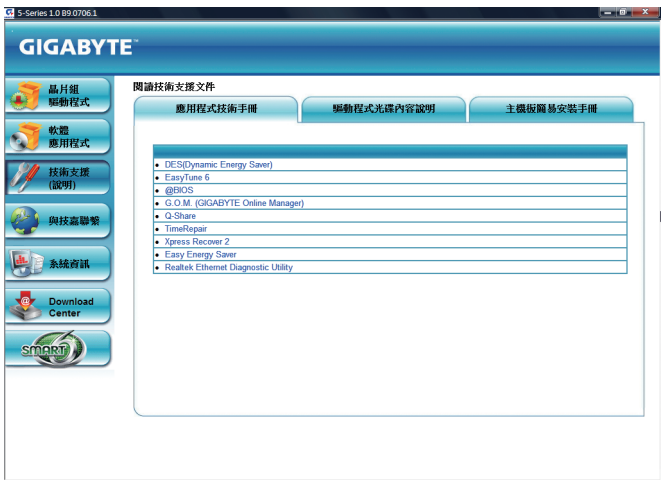 5-Series 1.0 B9.0706.1
GIGABYTE™
晶片組
驅動程式
軟體
應用程式
技術支援
(說明)
與技嘉聯繫
系統資訊
Download
Center
SMART6
閱讀技術支援文件
應用程式技術手冊
驅動程式光碟內容說明
主機板簡易安裝手冊
• DES(Dynamic Energy Saver)
• EasyTune 6
• @BIOS
• G.O.M. (GIGABYTE Online Manager)
• Q-Share
• TimeRepair
• Xpress Recover 2
• Easy Energy Saver
• Realtek Ethernet Diagnostic Utility